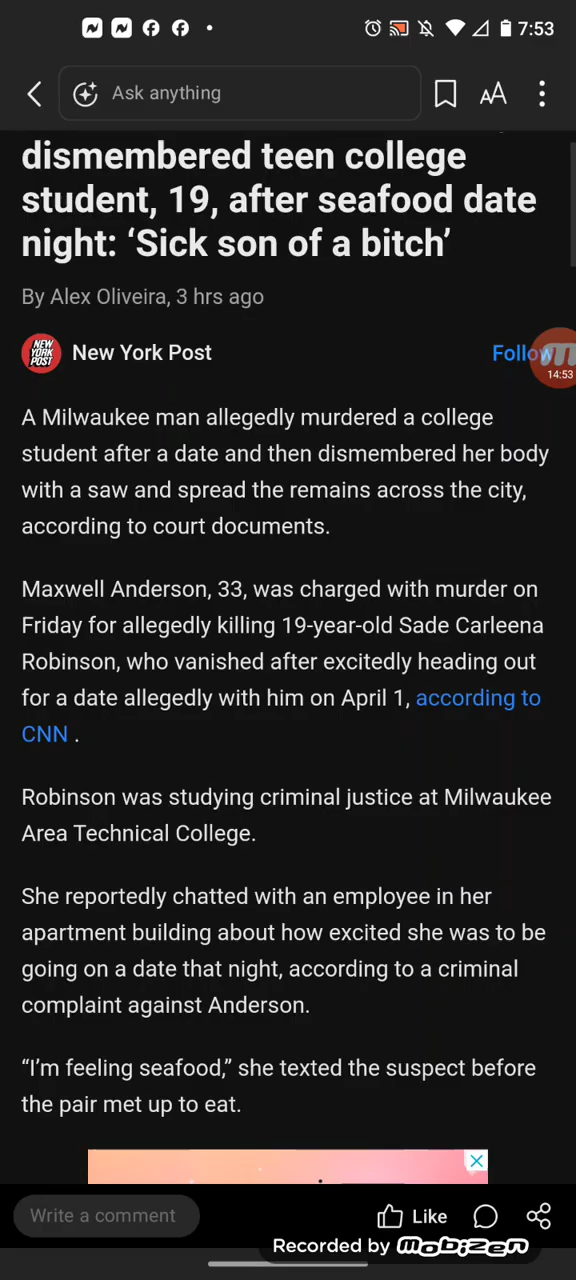 7:53
Ask anything
AA
dismembered teen college
student, 19, after seafood date
night: ‘Sick son of a bitch’
By Alex Oliveira, 3 hrs ago
NEW YORK POST
New York Post
Follow
14:53
A Milwaukee man allegedly murdered a college
student after a date and then dismembered her body
with a saw and spread the remains across the city,
according to court documents.
Maxwell Anderson, 33, was charged with murder on
Friday for allegedly killing 19-year-old Sade Carleena
Robinson, who vanished after excitedly heading out
for a date allegedly with him on April 1, according to
CNN .
Robinson was studying criminal justice at Milwaukee
Area Technical College.
She reportedly chatted with an employee in her
apartment building about how excited she was to be
going on a date that night, according to a criminal
complaint against Anderson.
“I’m feeling seafood,” she texted the suspect before
the pair met up to eat.
Write a comment
Like
Recorded by mobizen